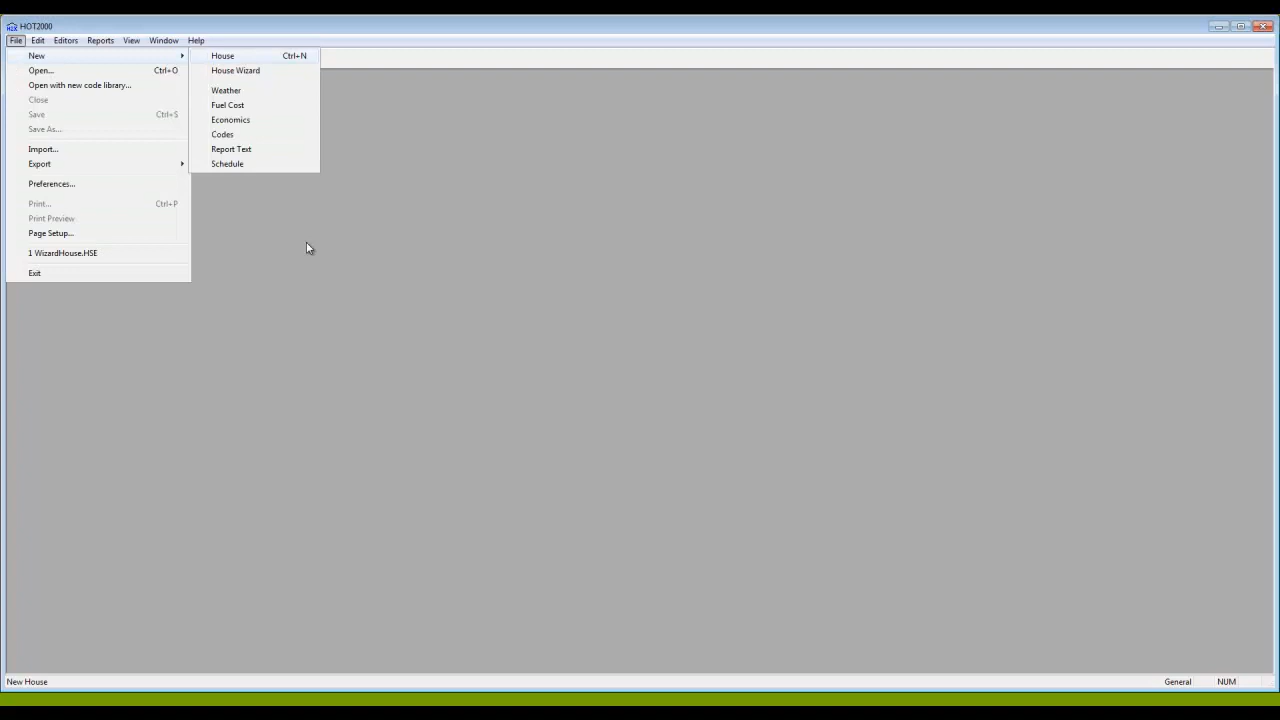 HOT2000
File Edit Editors Reports View Window Help
New
Open... Ctrl+O
Open with new code library...
Close
Save Ctrl+S
Save As...
Import...
Export
Preferences...
Print... Ctrl+P
Print Preview
Page Setup...
1 WizardHouse.HSE
Exit
House Ctrl+N
House Wizard
Weather
Fuel Cost
Economics
Codes
Report Text
Schedule
New House General NUM